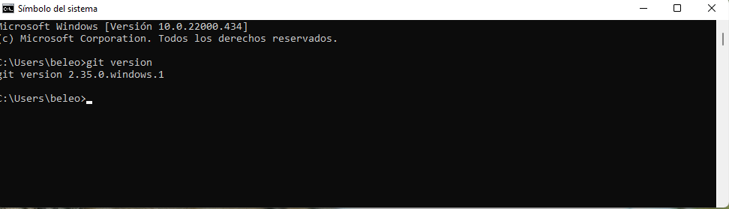 Símbolo del sistema
Microsoft Windows [Versión 10.0.22000.434]
(c) Microsoft Corporation. Todos los derechos reservados.
C:\Users\beleo>git version
git version 2.35.0.windows.1
C:\Users\beleo>